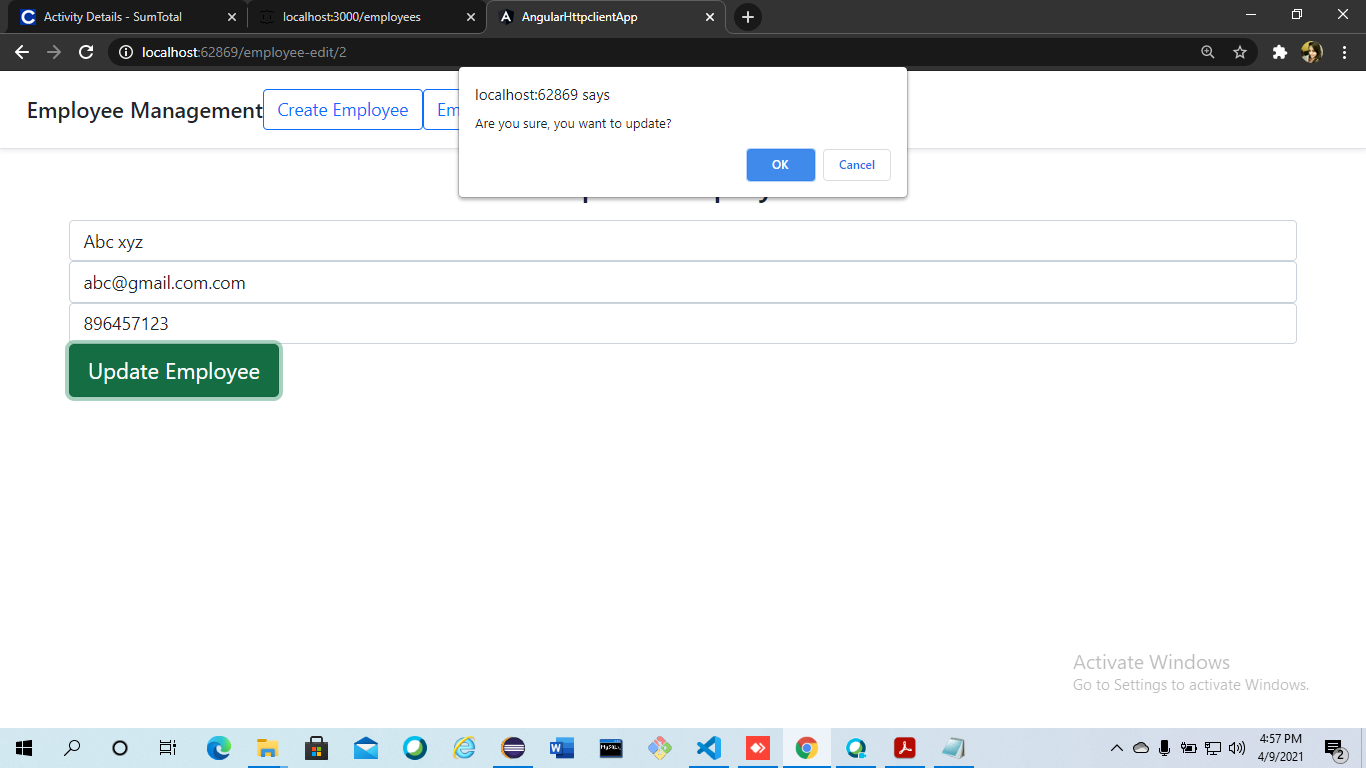 Activity Details - SumTotal
localhost:3000/employees
AngularHttpclientApp
localhost:62869/employee-edit/2
Employee Management
Create Employee
Em
localhost:62869 says
Are you sure, you want to update?
OK
Cancel
Abc xyz
abc@gmail.com.com
896457123
Update Employee
Activate Windows
Go to Settings to activate Windows.
4:57 PM
4/9/2021
2